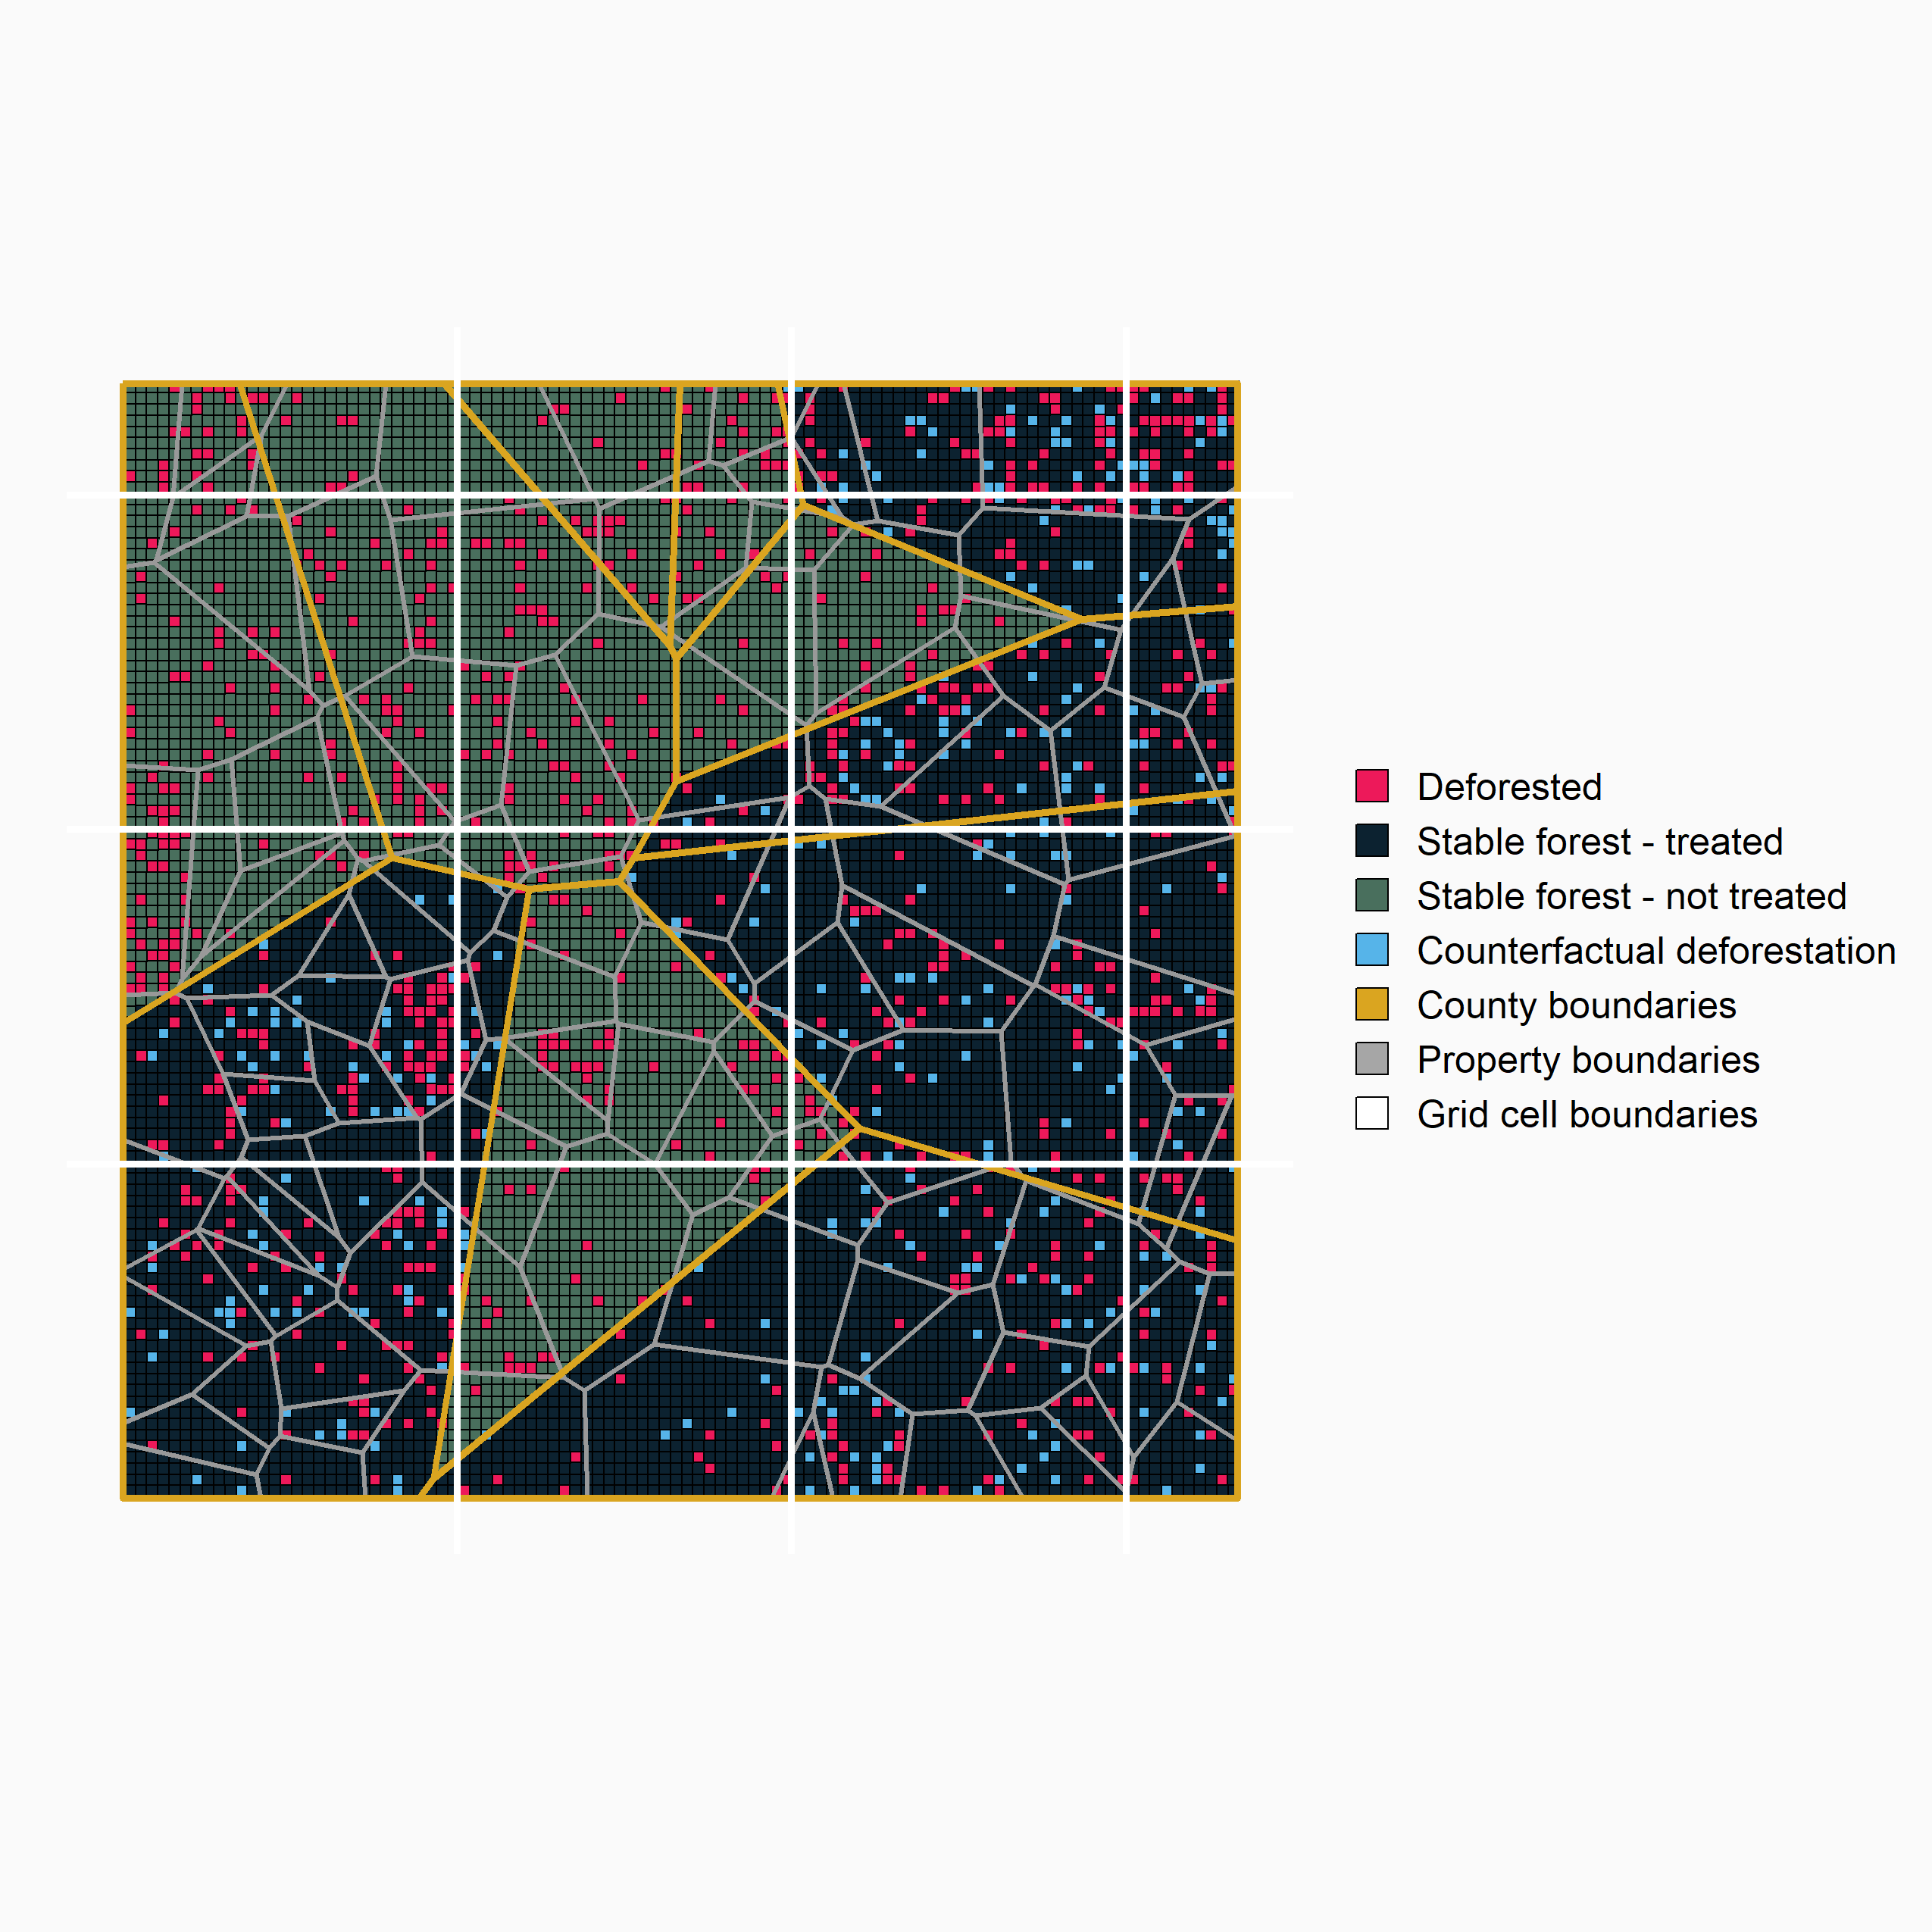 Deforested
Stable forest - treated
Stable forest - not treated
Counterfactual deforestation
County boundaries
Property boundaries
Grid cell boundaries